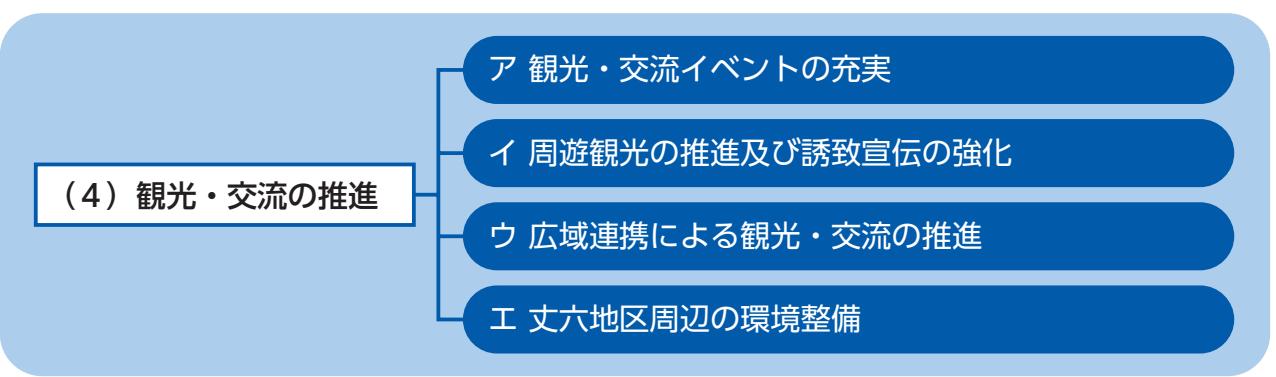 (4)観光・交流の推進
ア 観光・交流イベントの充実
イ 周遊観光の推進及び誘致宣伝の強化
ウ 広域連携による観光・交流の推進
エ 丈六地区周辺の環境整備